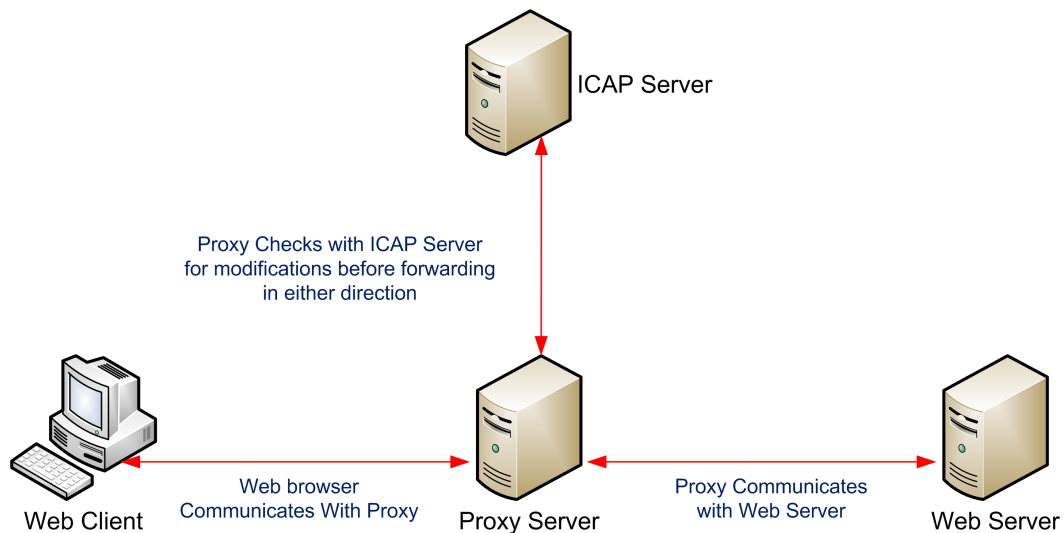 ICAP Server
Proxy Checks with ICAP Server
for modifications before forwarding
in either direction
Web browser
Communicates With Proxy
Proxy Communicates
with Web Server
Web Client
Proxy Server
Web Server